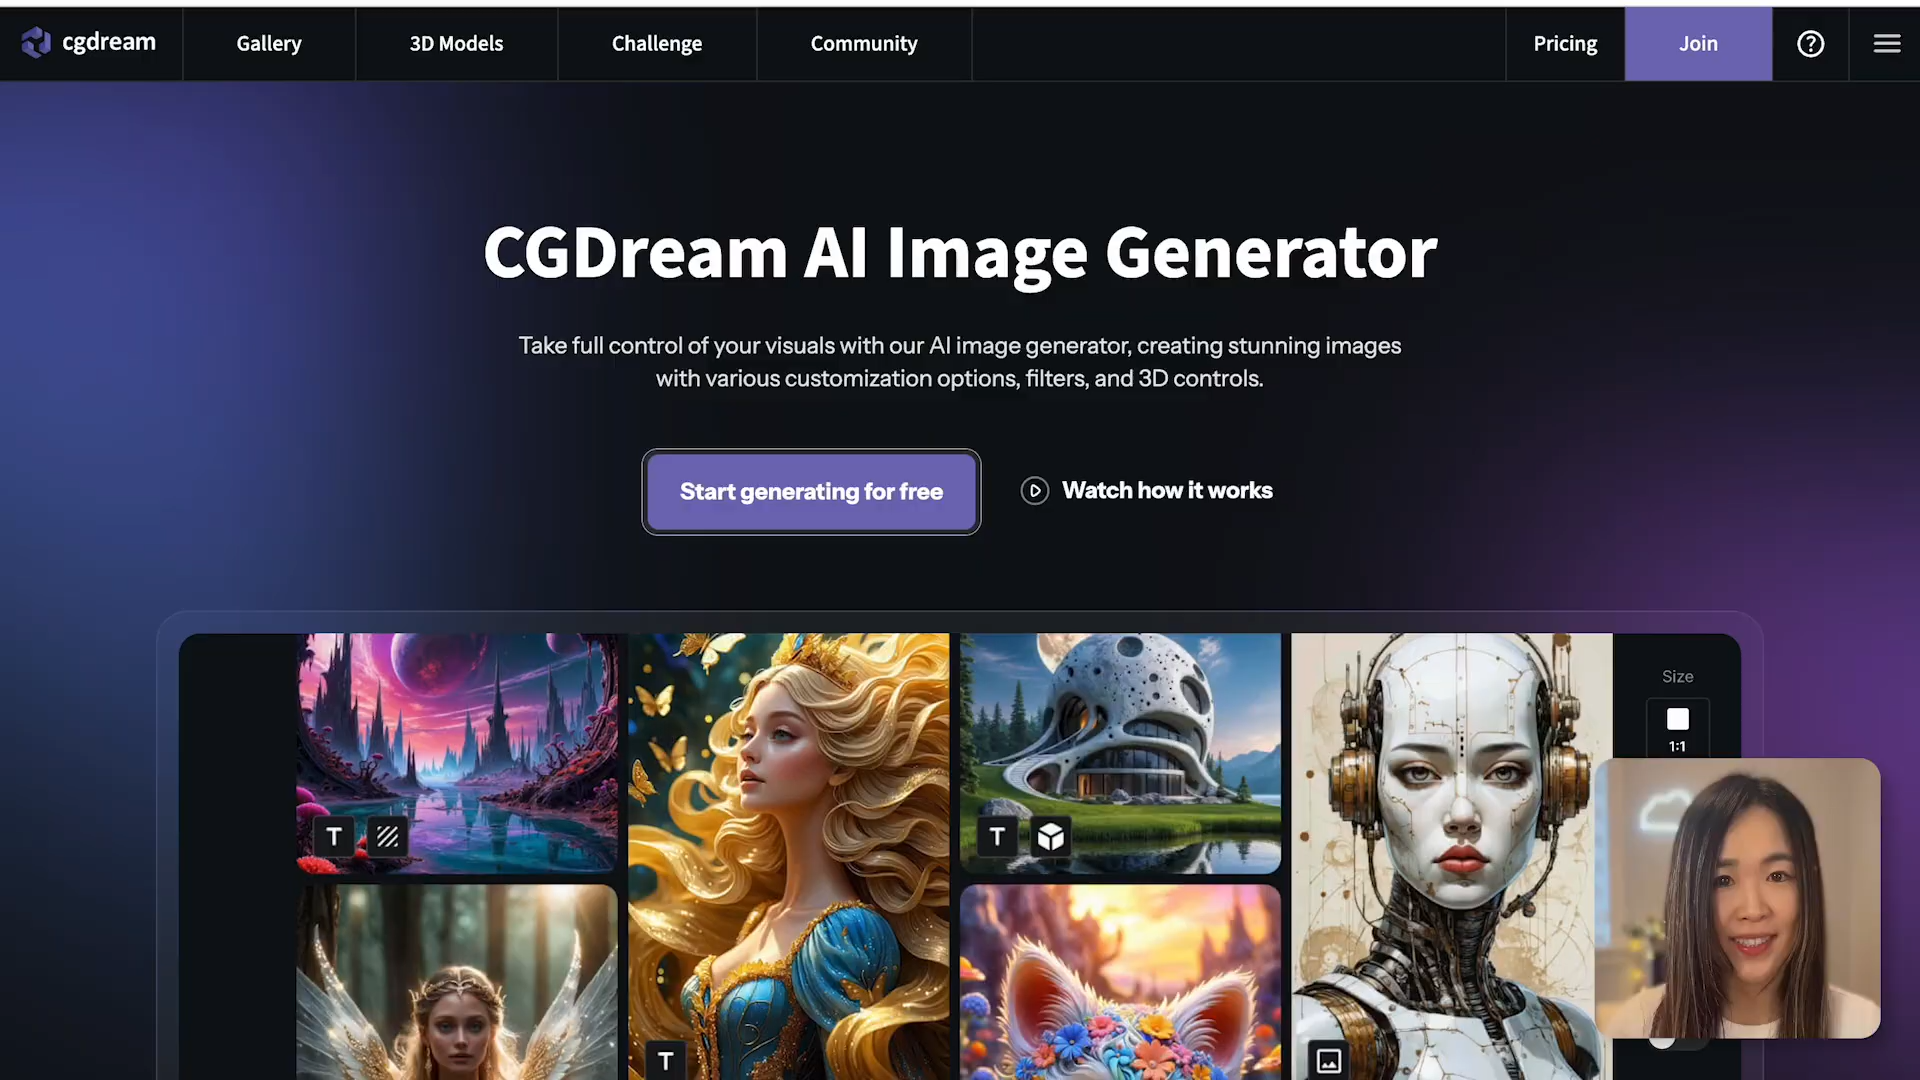 cgdream
Gallery
3D Models
Challenge
Community
Pricing
Join
CGDream AI Image Generator
Take full control of your visuals with our AI image generator, creating stunning images
with various customization options, filters, and 3D controls.
Start generating for free
Watch how it works
Size
1:1
T
T
T